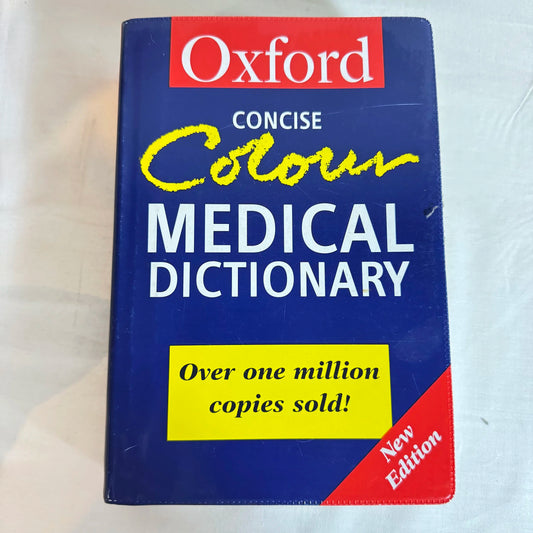 Oxford
CONCISE
Colour
MEDICAL
DICTIONARY
Over one million
copies sold!
New
Edition